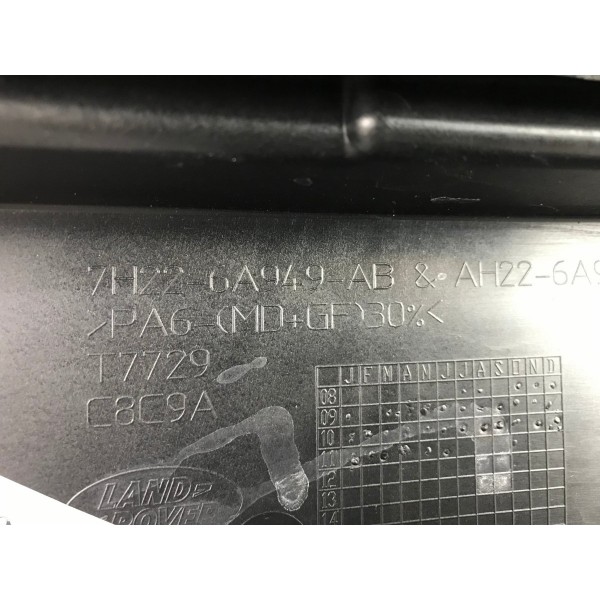 7H22-6A949-AB & AH22-6A9
>PA6-(MD+GF)30%<
T7729
C8C9A
J F M A M J J A S O N D
08
09
10
11
12
13
14
LAND-
ROVER